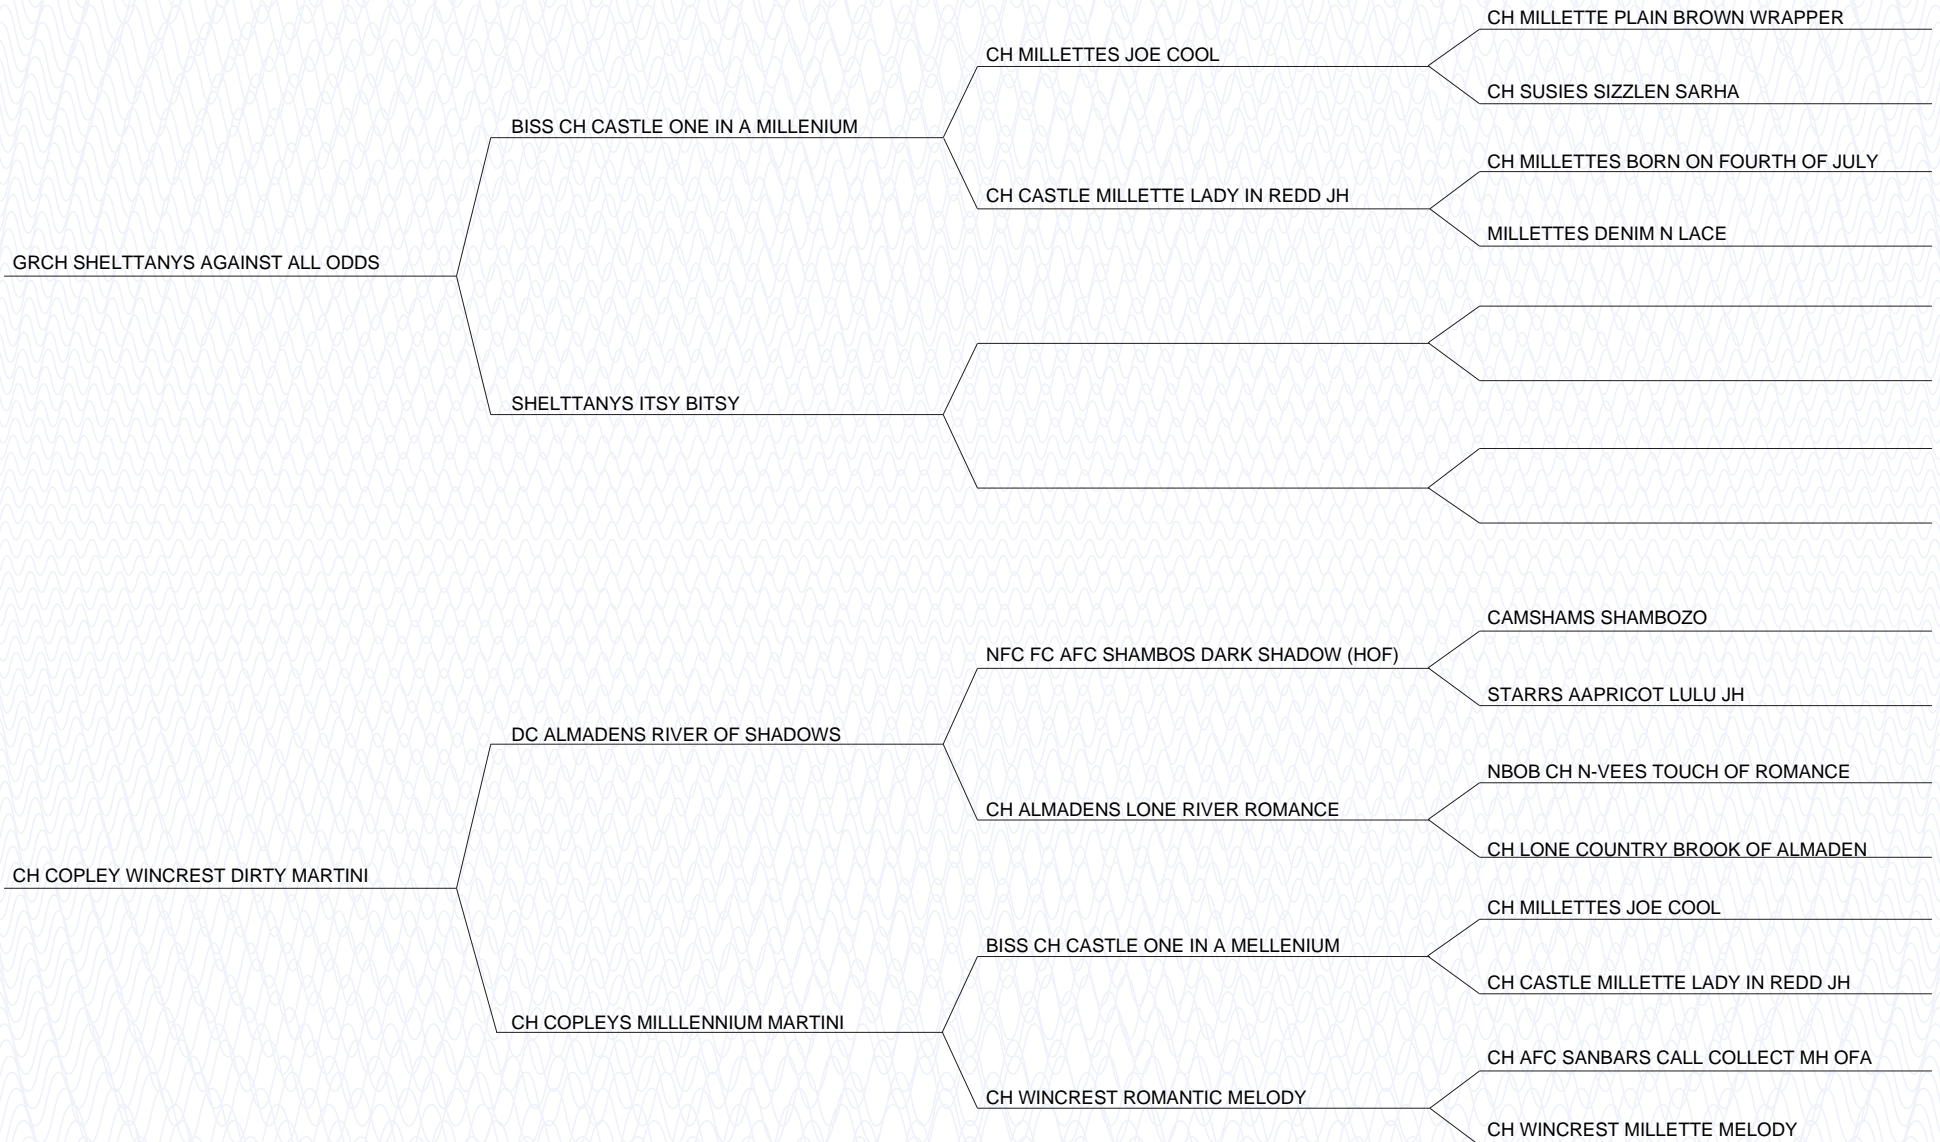 CH MILLETTE PLAIN BROWN WRAPPER
CH MILLETTES JOE COOL
CH SUSIES SIZZLEN SARHA
BISS CH CASTLE ONE IN A MILLENIUM
CH MILLETTES BORN ON FOURTH OF JULY
CH CASTLE MILLETTE LADY IN REDD JH
MILLETTES DENIM N LACE
GRCH SHELTTANYS AGAINST ALL ODDS
SHELTTANYS ITSY BITSY
CAMSHAMS SHAMBOZO
NFC FC AFC SHAMBOS DARK SHADOW (HOF)
STARRS AAPRICOT LULU JH
DC ALMADENS RIVER OF SHADOWS
NBOB CH N-VEES TOUCH OF ROMANCE
CH ALMADENS LONE RIVER ROMANCE
CH LONE COUNTRY BROOK OF ALMADEN
CH COPLEY WINCREST DIRTY MARTINI
CH MILLETTES JOE COOL
BISS CH CASTLE ONE IN A MELLENIUM
CH CASTLE MILLETTE LADY IN REDD JH
CH COPLEYS MILLLENNIUM MARTINI
CH AFC SANBARS CALL COLLECT MH OFA
CH WINCREST ROMANTIC MELODY
CH WINCREST MILLETTE MELODY